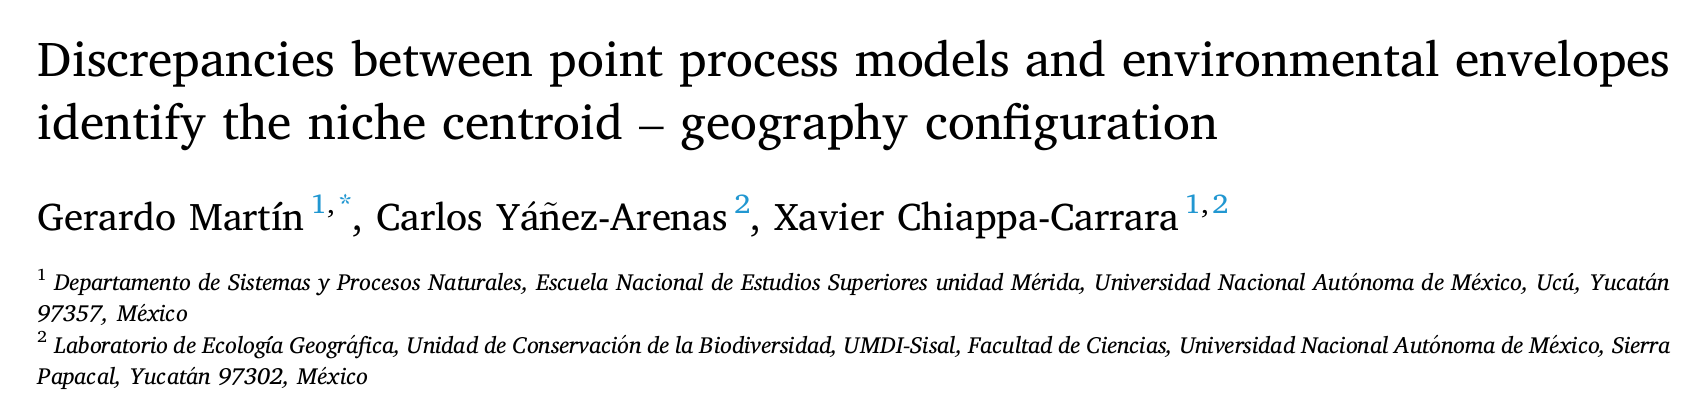 Discrepancies between point process models and environmental envelopes
identify the niche centroid – geography configuration
Gerardo Martín 1,*, Carlos Yáñez-Arenas 2, Xavier Chiappa-Carrara 1,2
1 Departamento de Sistemas y Procesos Naturales, Escuela Nacional de Estudios Superiores unidad Mérida, Universidad Nacional Autónoma de México, Ucú, Yucatán
97357, México
2 Laboratorio de Ecología Geográfica, Unidad de Conservación de la Biodiversidad, UMDI-Sisal, Facultad de Ciencias, Universidad Nacional Autónoma de México, Sierra
Papacal, Yucatán 97302, México